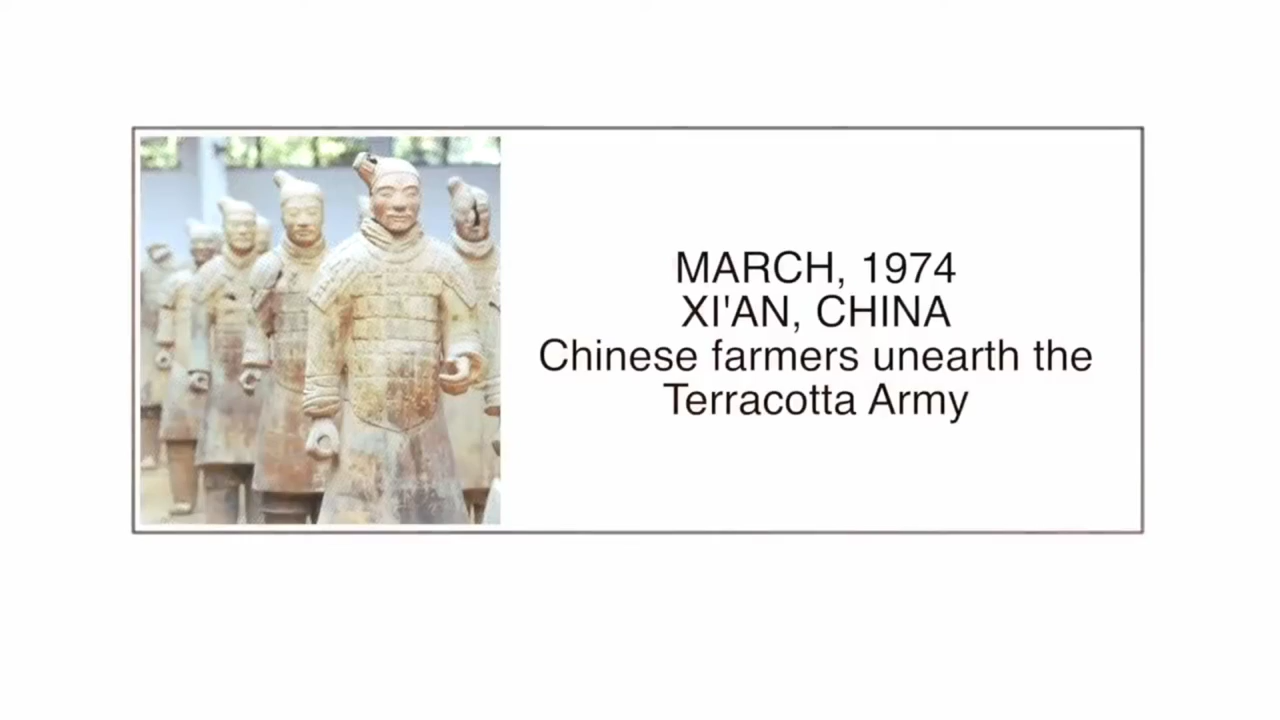 MARCH, 1974
XI'AN, CHINA
Chinese farmers unearth the
Terracotta Army